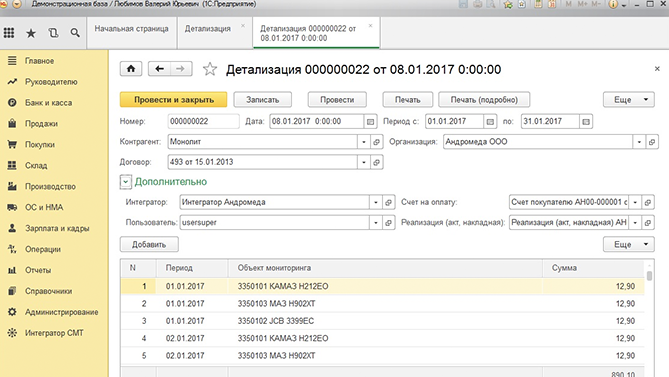 Демонстрационная база / Любимов Валерий Юрьевич (1С:Предприятие)
M M+ M-
Начальная страница Детализация Детализация 000000022 от
08.01.2017 0:00:00
Главное
Руководителю
Банк и касса
Продажи
Покупки
Склад
Производство
ОС и НМА
Зарплата и кадры
Операции
Отчеты
Справочники
Администрирование
Интегратор СМТ
Детализация 000000022 от 08.01.2017 0:00:00
Провести и закрыть Записать Провести Печать Печать (подробно) Еще
Номер: 000000022 Дата: 08.01.2017 0:00:00 Период с: 01.01.2017 по: 31.01.2017
Контрагент: Монолит Организация: Андромеда ООО
Договор: 493 от 15.01.2013
Дополнительно
Интегратор: Интегратор Андромеда Счет на оплату: Счет покупателю АН00-000001 о
Пользователь: usersuper Реализация (акт, накладная): Реализация (акт, накладная) АН
Добавить Еще
N Период Объект мониторинга Сумма
1 01.01.2017 3350101 КАМАЗ Н212ЕО 12,90
2 01.01.2017 3350103 МАЗ Н902ХТ 12,90
3 01.01.2017 3350102 JCB 3399ЕС 12,90
4 02.01.2017 3350101 КАМАЗ Н212ЕО 12,90
5 02.01.2017 3350103 МАЗ Н902ХТ 12,90
890,10